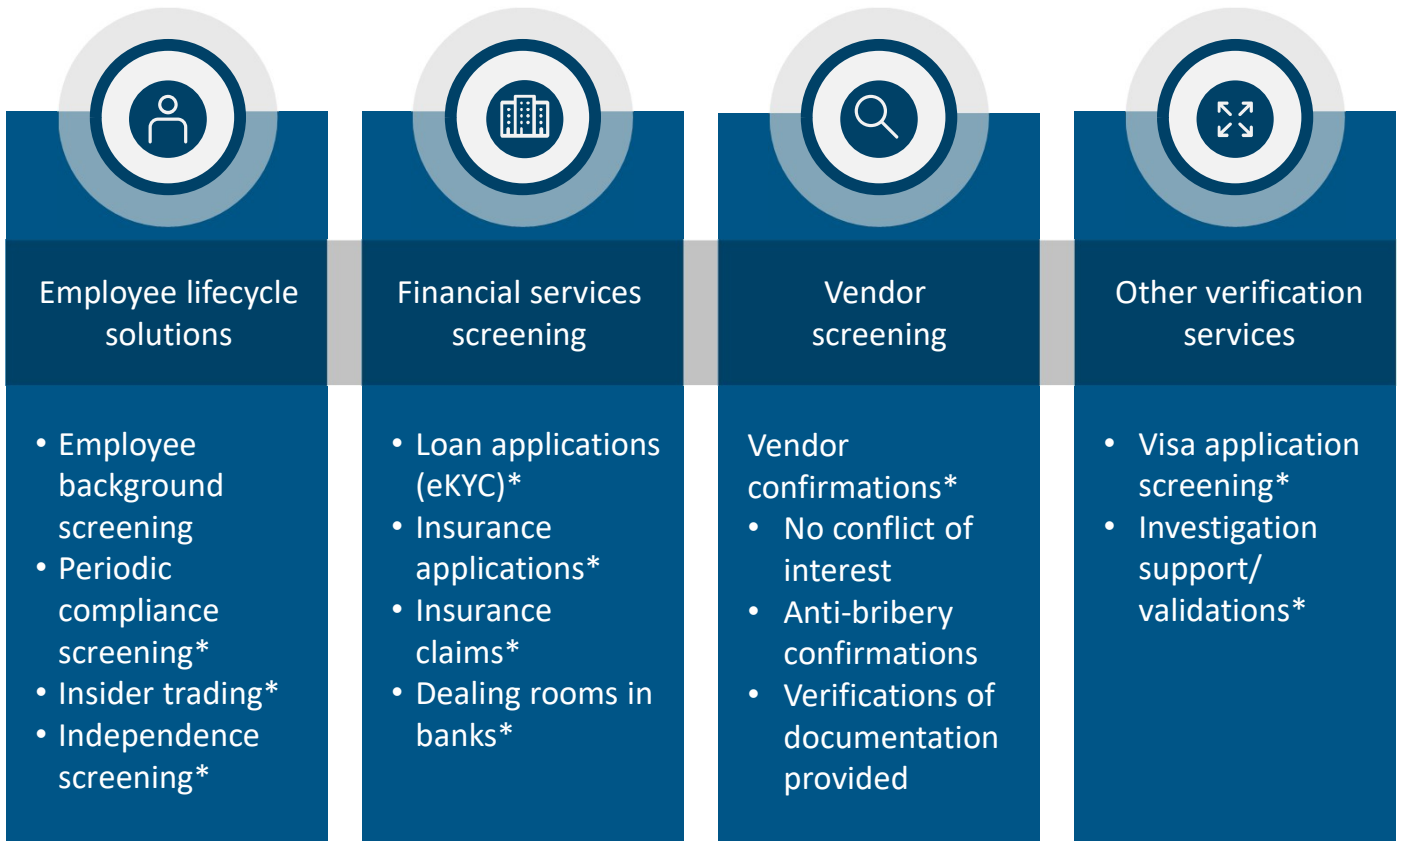 Employee lifecycle
solutions
• Employee
background
screening
• Periodic
compliance
screening*
• Insider trading*
• Independence
screening*
Financial services
screening
• Loan applications
(eKYC)*
• Insurance
applications*
• Insurance
claims*
• Dealing rooms in
banks*
Vendor
screening
Vendor
confirmations*
• No conflict of
interest
• Anti-bribery
confirmations
• Verifications of
documentation
provided
Other verification
services
• Visa application
screening*
• Investigation
support/
validations*